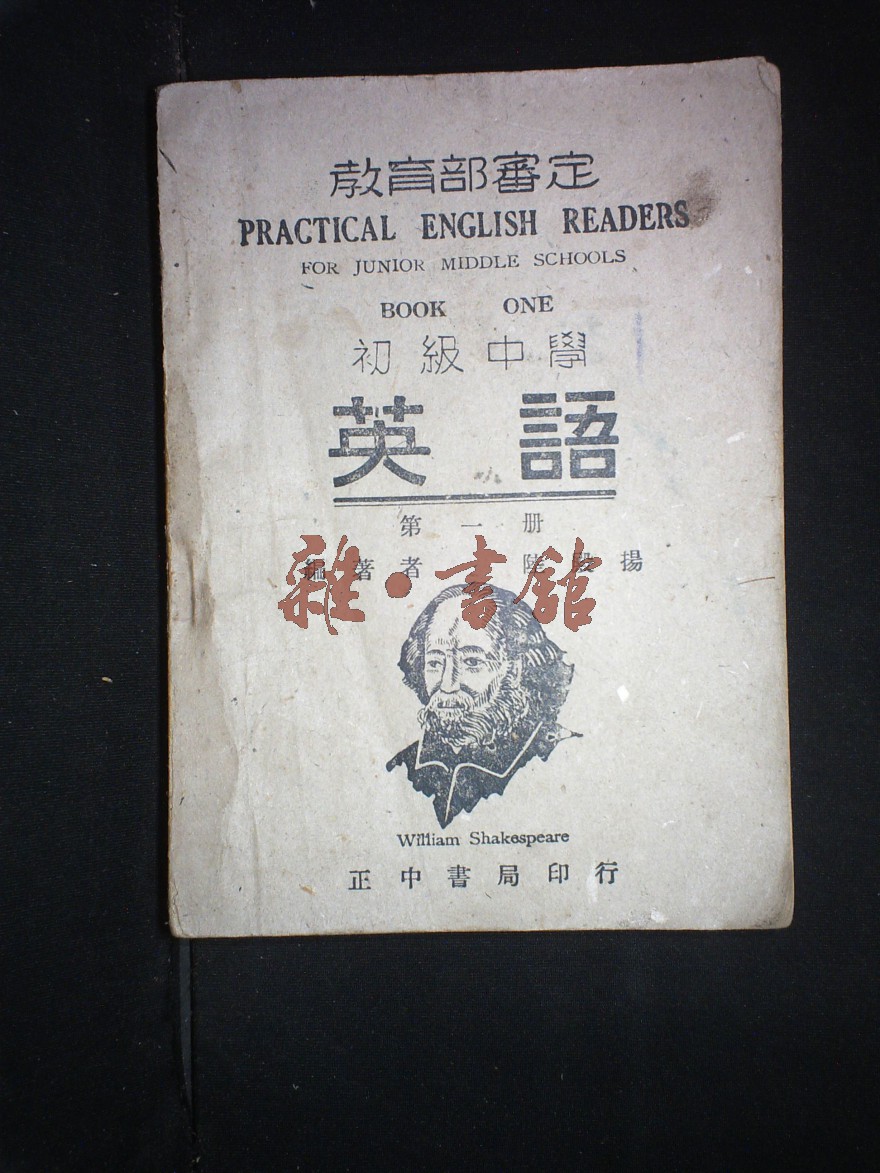 教育部審定
PRACTICAL ENGLISH READERS
FOR JUNIOR MIDDLE SCHOOLS
BOOK ONE
初級中學
英語
第一册
編著者 陸殷揚
雜·書館
William Shakespeare
正中書局印行